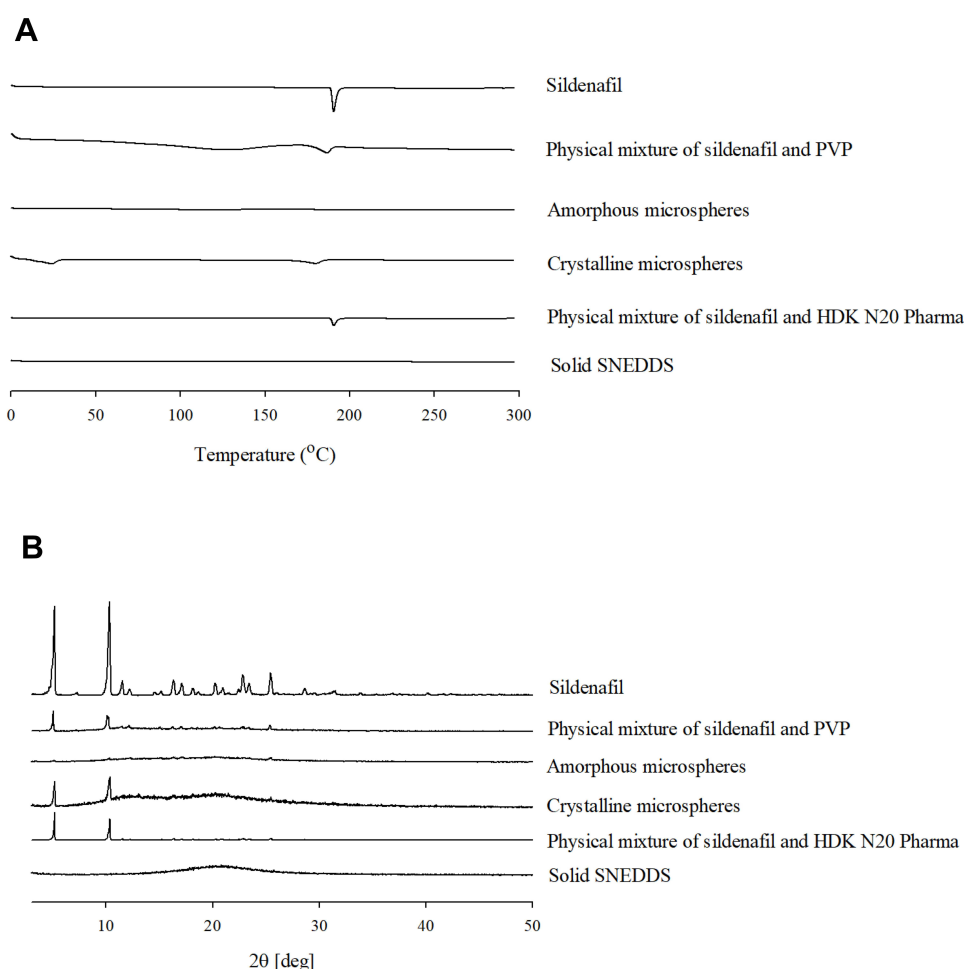 A
Sildenafil
Physical mixture of sildenafil and PVP
Amorphous microspheres
Crystalline microspheres
Physical mixture of sildenafil and HDK N20 Pharma
Solid SNEDDS
0 50 100 150 200 250 300
Temperature (°C)
B
Sildenafil
Physical mixture of sildenafil and PVP
Amorphous microspheres
Crystalline microspheres
Physical mixture of sildenafil and HDK N20 Pharma
Solid SNEDDS
10 20 30 40 50
2θ [deg]